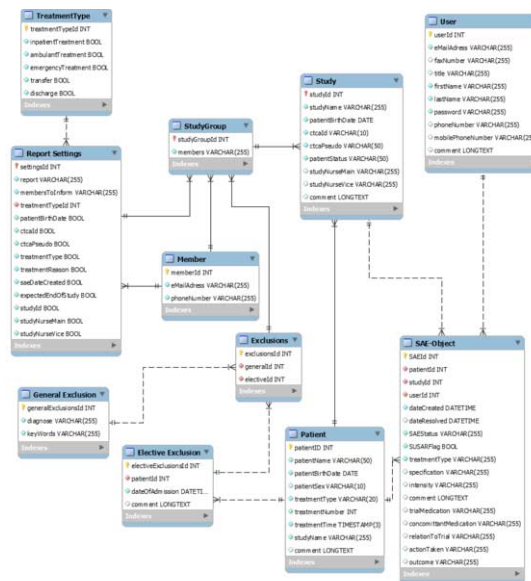 TreatmentType
treatmentTypeId INT
inpatientTreatment BOOL
ambulantTreatment BOOL
emergencyTreatment BOOL
transfer BOOL
discharge BOOL
Indexes
Report Settings
settingsId INT
report VARCHAR(255)
membersToInform VARCHAR(255)
treatmentTypeId INT
patientBirthDate BOOL
ctcaId BOOL
ctcaPseudo BOOL
treatmentType BOOL
treatmentReason BOOL
saeDateCreated BOOL
expectedEndOfStudy BOOL
studyId BOOL
studyNurseMain BOOL
studyNurseVice BOOL
Indexes
StudyGroup
studyGroupId INT
members VARCHAR(255)
Indexes
Member
memberId INT
eMailAdress VARCHAR(255)
phoneNumber VARCHAR(255)
Indexes
Study
studyId INT
studyName VARCHAR(255)
patientBirthDate DATE
ctcaId VARCHAR(10)
ctcaPseudo VARCHAR(50)
patientStatus VARCHAR(50)
studyNurseMain VARCHAR(255)
studyNurseVice VARCHAR(255)
comment LONGTEXT
Indexes
User
userId INT
eMailAdress VARCHAR(255)
faxNumber VARCHAR(255)
title VARCHAR(255)
firstName VARCHAR(255)
lastName VARCHAR(255)
password VARCHAR(255)
phoneNumber VARCHAR(255)
mobilePhoneNumber VARCHAR(255
comment LONGTEXT
Indexes
Exclusions
exclusionsId INT
generalId INT
electiveId INT
Indexes
General Exclusion
generalExclusionsId INT
diagnose VARCHAR(255)
keyWords VARCHAR(255)
Indexes
Elective Exclusion
electiveExclusionsId INT
patientId INT
dateOfAdmission DATETI...
comment LONGTEXT
Indexes
Patient
patientID INT
patientName VARCHAR(50)
patientBirthDate DATE
patientSex VARCHAR(10)
treatmentType VARCHAR(20)
treatmentNumber INT
treatmentTime TIMESTAMP(3)
studyName VARCHAR(255)
comment LONGTEXT
Indexes
SAE-Object
SAEId INT
patientId INT
studyId INT
userId INT
dateCreated DATETIME
dateResolved DATETIME
SAEStatus VARCHAR(255)
SUSARFlag BOOL
treatmentType VARCHAR(255)
specification VARCHAR(255)
intensity VARCHAR(255)
comment LONGTEXT
trialMedication VARCHAR(255)
concomittantMedication VARCHAR(255)
relationToTrial VARCHAR(255)
actionTaken VARCHAR(255)
outcome VARCHAR(255)
Indexes